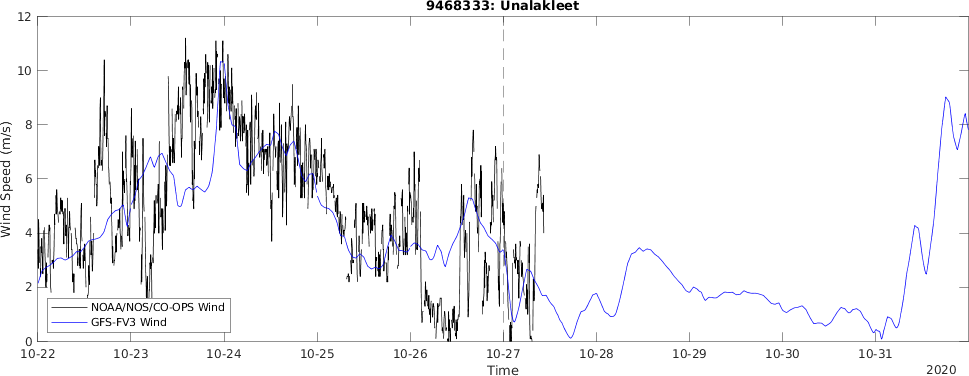 9468333: Unalakleet
12
10
8
6
4
2
0
Wind Speed (m/s)
NOAA/NOS/CO-OPS Wind
GFS-FV3 Wind
10-22 10-23 10-24 10-25 10-26 10-27 10-28 10-29 10-30 10-31
Time
2020